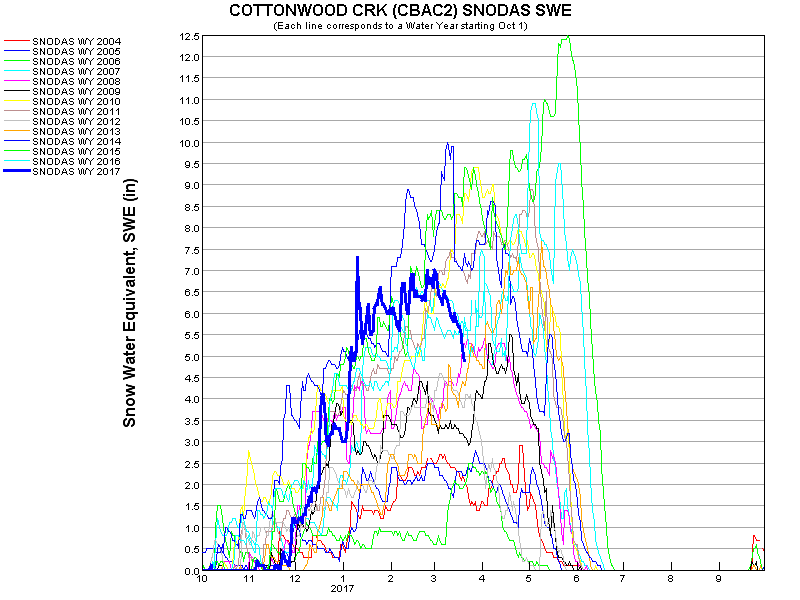 COTTONWOOD CRK (CBAC2) SNODAS SWE
(Each line corresponds to a Water Year starting Oct 1)
SNODAS WY 2004
SNODAS WY 2005
SNODAS WY 2006
SNODAS WY 2007
SNODAS WY 2008
SNODAS WY 2009
SNODAS WY 2010
SNODAS WY 2011
SNODAS WY 2012
SNODAS WY 2013
SNODAS WY 2014
SNODAS WY 2015
SNODAS WY 2016
SNODAS WY 2017
Snow Water Equivalent, SWE (in)
12.5
12.0
11.5
11.0
10.5
10.0
9.5
9.0
8.5
8.0
7.5
7.0
6.5
6.0
5.5
5.0
4.5
4.0
3.5
3.0
2.5
2.0
1.5
1.0
0.5
0.0
10 11 12 1 2 3 4 5 6 7 8 9
2017